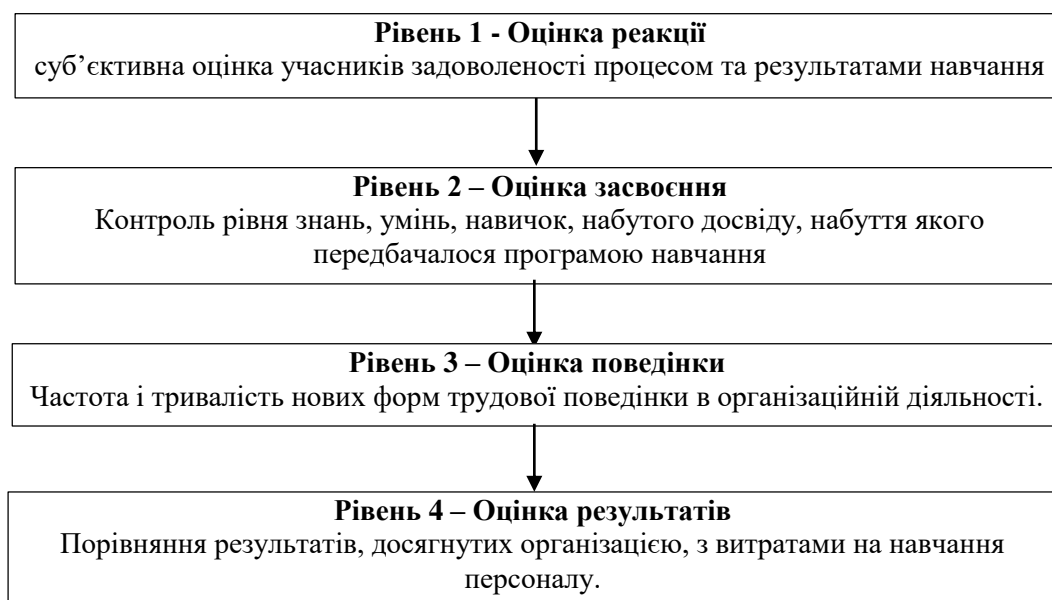 Рівень 1 - Оцінка реакції
суб’єктивна оцінка учасників задоволеності процесом та результатами навчання
Рівень 2 – Оцінка засвоєння
Контроль рівня знань, умінь, навичок, набутого досвіду, набуття якого
передбачалося програмою навчання
Рівень 3 – Оцінка поведінки
Частота і тривалість нових форм трудової поведінки в організаційній діяльності.
Рівень 4 – Оцінка результатів
Порівняння результатів, досягнутих організацією, з витратами на навчання
персоналу.